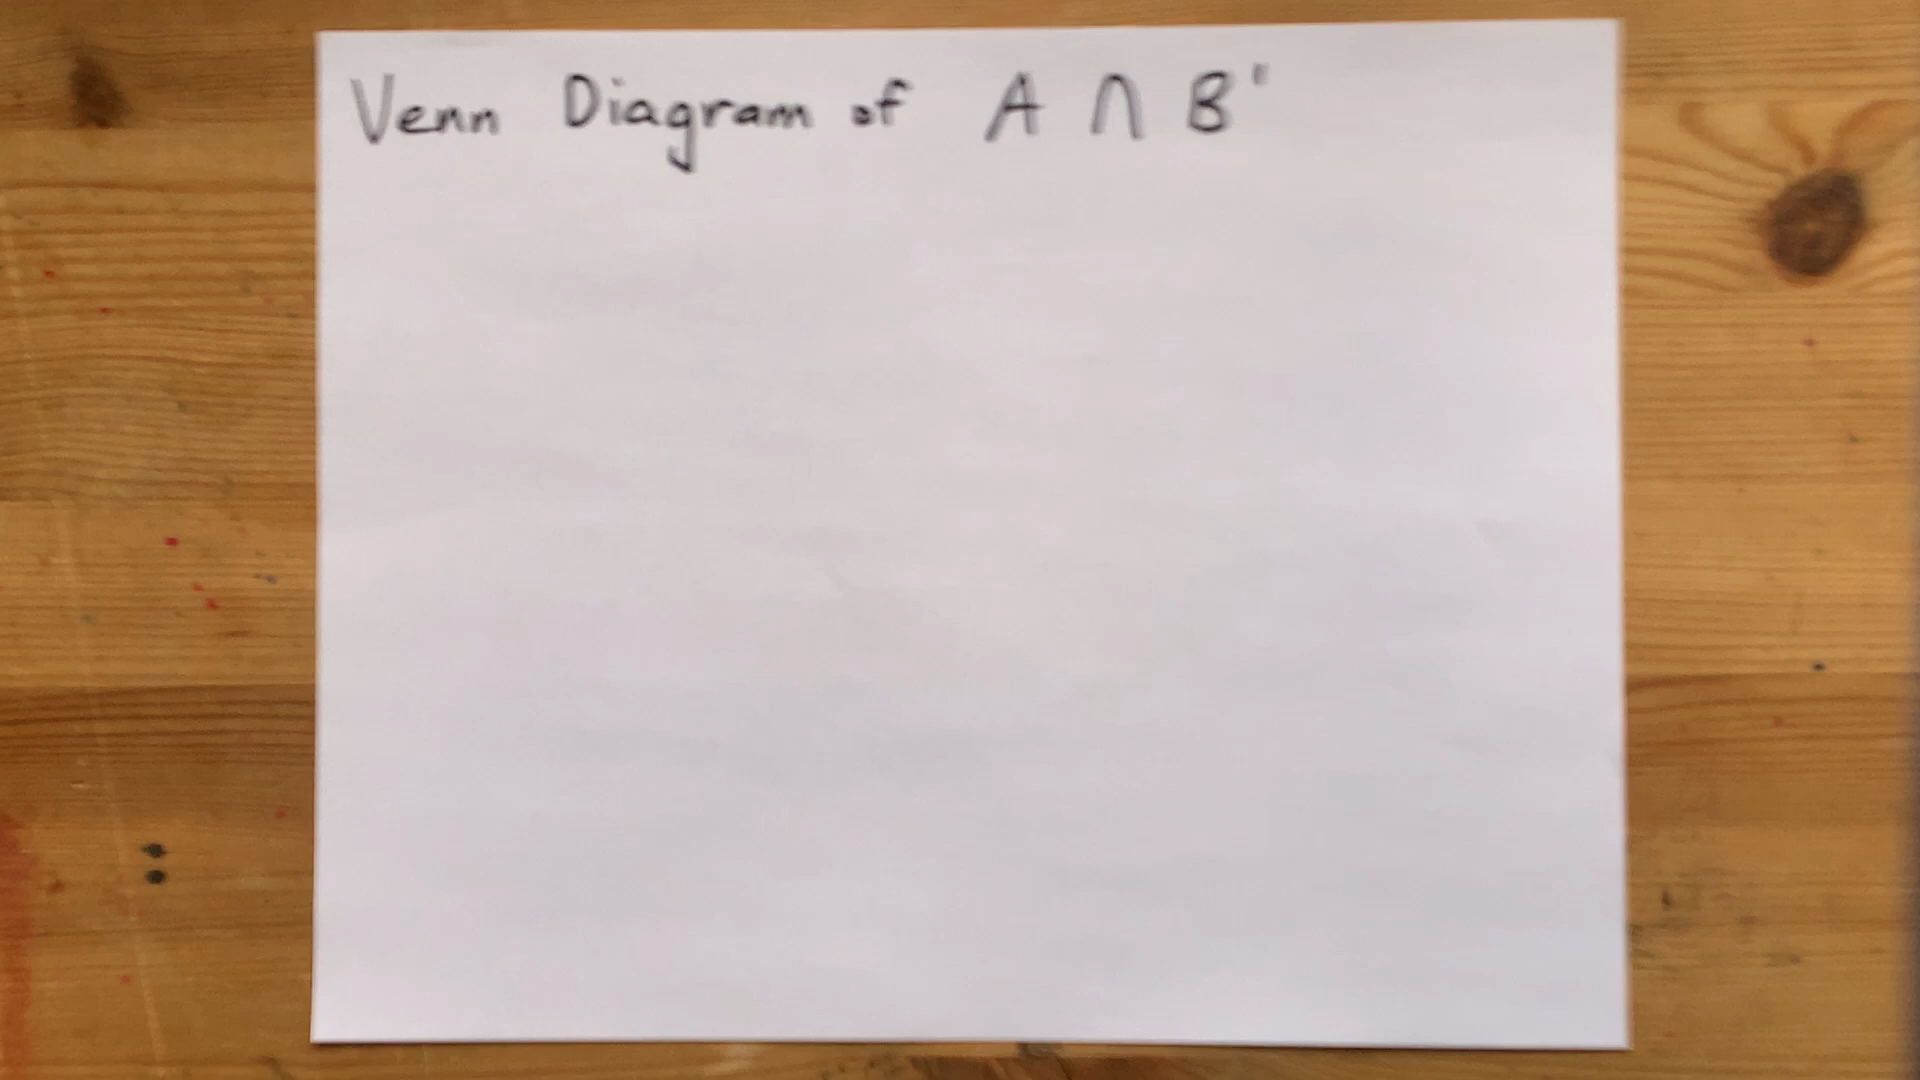 Venn Diagram of A ∩ B'